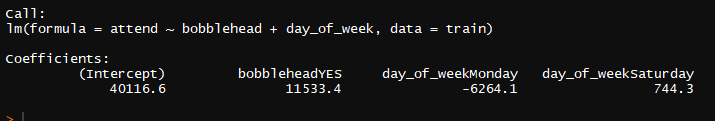 Call:
lm(formula = attend ~ bobblehead + day_of_week, data = train)
Coefficients:
(Intercept) bobbleheadYES day_of_weekMonday day_of_weekSaturday
40116.6 11533.4 -6264.1 744.3
>